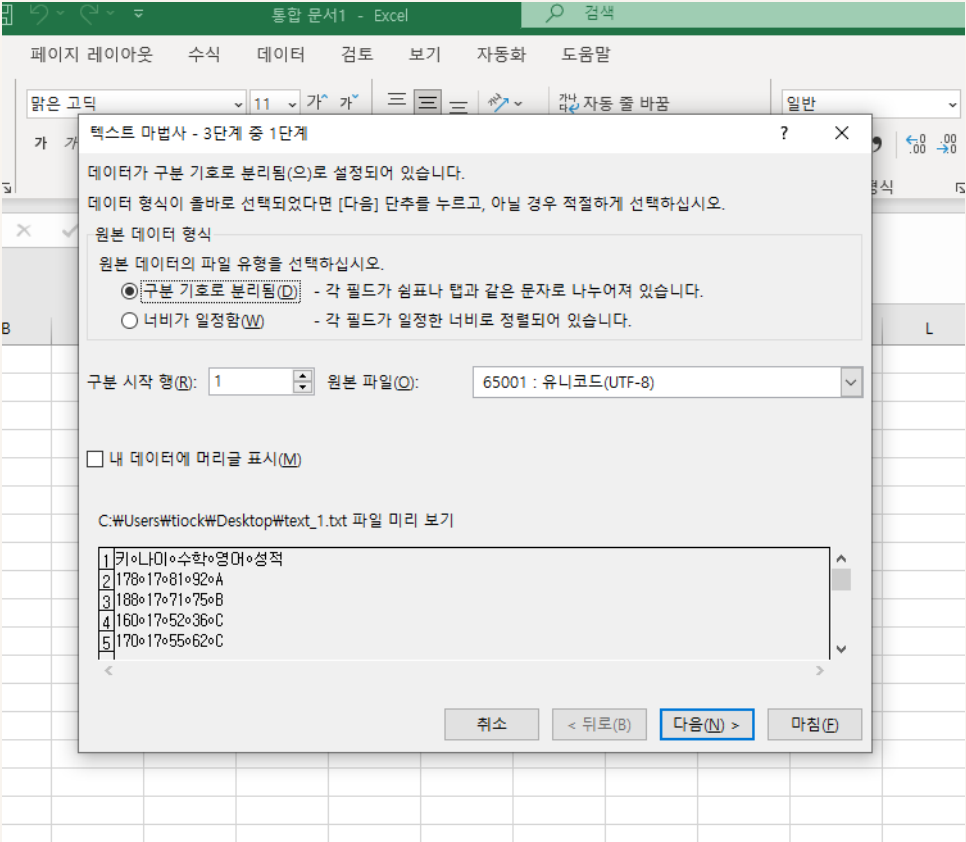 통합 문서1 - Excel
검색
페이지 레이아웃 수식 데이터 검토 보기 자동화 도움말
맑은 고딕 11 가 가 자동 줄 바꿈 일반
가
텍스트 마법사 - 3단계 중 1단계 ?
데이터가 구분 기호로 분리됨(으)로 설정되어 있습니다.
데이터 형식이 올바로 선택되었다면 [다음] 단추를 누르고, 아닐 경우 적절하게 선택하십시오.
원본 데이터 형식
원본 데이터의 파일 유형을 선택하십시오.
구분 기호로 분리됨(D) - 각 필드가 쉼표나 탭과 같은 문자로 나누어져 있습니다.
너비가 일정함(W) - 각 필드가 일정한 너비로 정렬되어 있습니다.
B L
구분 시작 행(R): 1 원본 파일(O): 65001 : 유니코드(UTF-8)
내 데이터에 머리글 표시(M)
C:₩Users₩tiock₩Desktop₩text_1.txt 파일 미리 보기
1 키∘나이∘수학∘영어∘성적
2 178∘17∘81∘92∘A
3 188∘17∘71∘75∘B
4 160∘17∘52∘36∘C
5 170∘17∘55∘62∘C
취소 < 뒤로(B) 다음(N) > 마침(F)